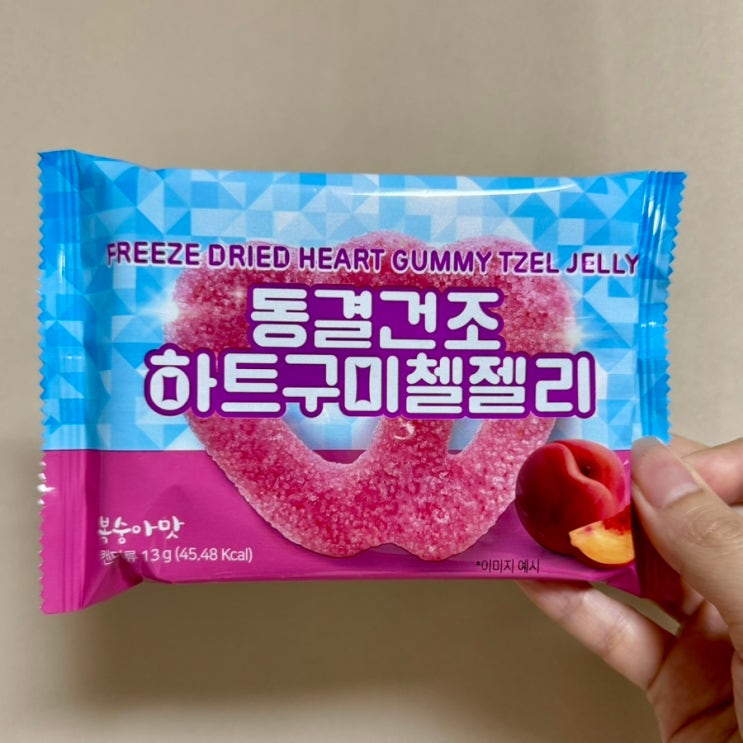 FREEZE DRIED HEART GUMMY TZEL JELLY
동결건조
하트구미첼젤리
복숭아맛
캔디류 13 g (45.48 Kcal)
*이미지 예시